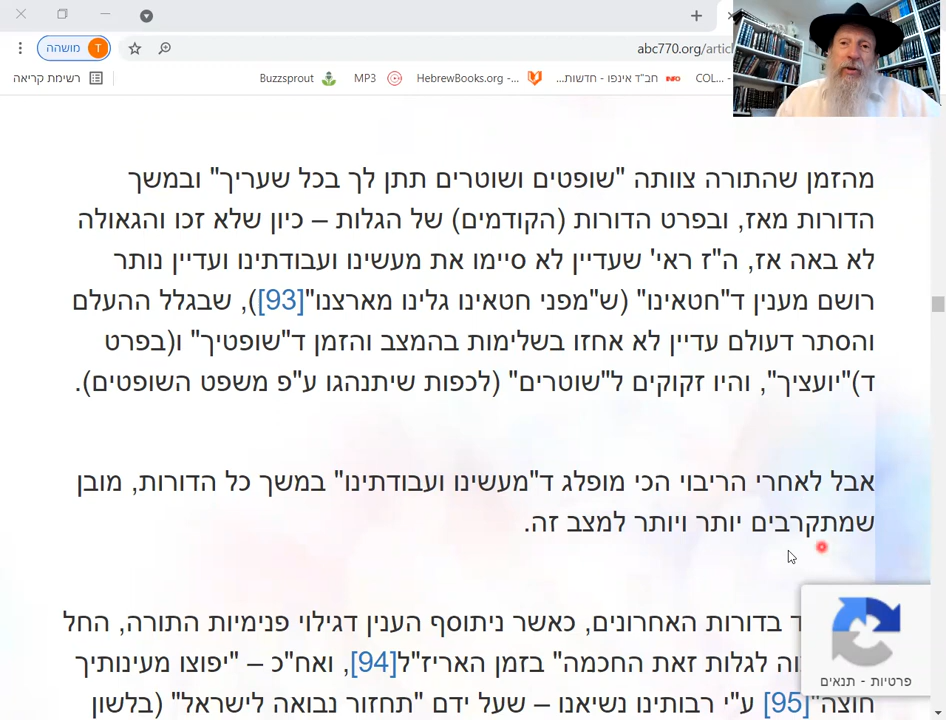 מושהה
abc770.org/artic
רשימת קריאה
Buzzsprout
MP3
HebrewBooks.org -...
חב"ד אינפו - חדשות...
COL...
מהזמן שהתורה צוותה "שופטים ושוטרים תתן לך בכל שעריך" ובמשך
הדורות מאז, ובפרט הדורות (הקודמים) של הגלות – כיון שלא זכו והגאולה
לא באה אז, ה"ז ראי' שעדיין לא סיימו את מעשינו ועבודתינו ועדיין נותר
רושם מענין ד"חטאינו" (ש"מפני חטאינו גלינו מארצנו"[93]), שבגלל ההעלם
והסתר דעולם עדיין לא אחזו בשלימות בהמצב והזמן ד"שופטיך" ו(בפרט
ד)"יועציך", והיו זקוקים ל"שוטרים" (לכפות שיתנהגו ע"פ משפט השופטים).
אבל לאחרי הריבוי הכי מופלג ד"מעשינו ועבודתינו" במשך כל הדורות, מובן
שמתקרבים יותר ויותר למצב זה.
ד בדורות האחרונים, כאשר ניתוסף הענין דגילוי פנימיות התורה, החל
וה לגלות זאת החכמה" בזמן האריז"ל[94], ואח"כ – "יפוצו מעינותיך
חוצה"[95] ע"י רבותינו נשיאנו – שעל ידם "תחזור נבואה לישראל" (בלשון
פרטיות - תנאים